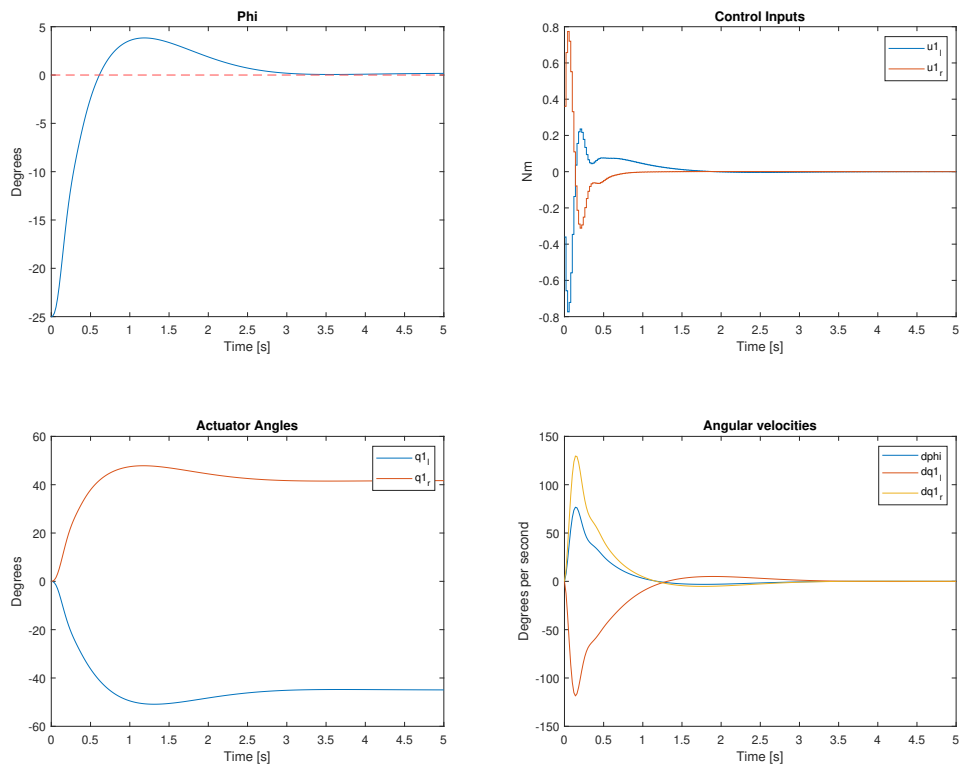 Phi
Degrees
5
0
-5
-10
-15
-20
-25
0 0.5 1 1.5 2 2.5 3 3.5 4 4.5 5
Time [s]
Control Inputs
Nm
0.8
0.6
0.4
0.2
0
-0.2
-0.4
-0.6
-0.8
u1l
u1r
0 0.5 1 1.5 2 2.5 3 3.5 4 4.5 5
Time [s]
Actuator Angles
Degrees
60
40
20
0
-20
-40
-60
q1l
q1r
0 0.5 1 1.5 2 2.5 3 3.5 4 4.5 5
Time [s]
Angular velocities
Degrees per second
150
100
50
0
-50
-100
-150
dphi
dq1l
dq1r
0 0.5 1 1.5 2 2.5 3 3.5 4 4.5 5
Time [s]